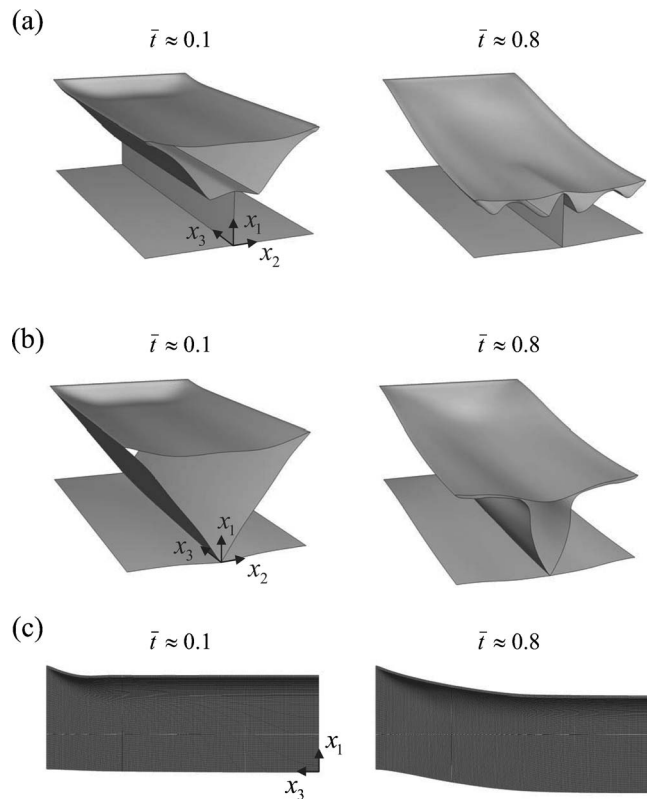 (a)
t̄ ≈ 0.1
t̄ ≈ 0.8
x₁
x₃
x₂
(b)
t̄ ≈ 0.1
t̄ ≈ 0.8
x₁
x₃
x₂
(c)
t̄ ≈ 0.1
t̄ ≈ 0.8
x₁
x₃